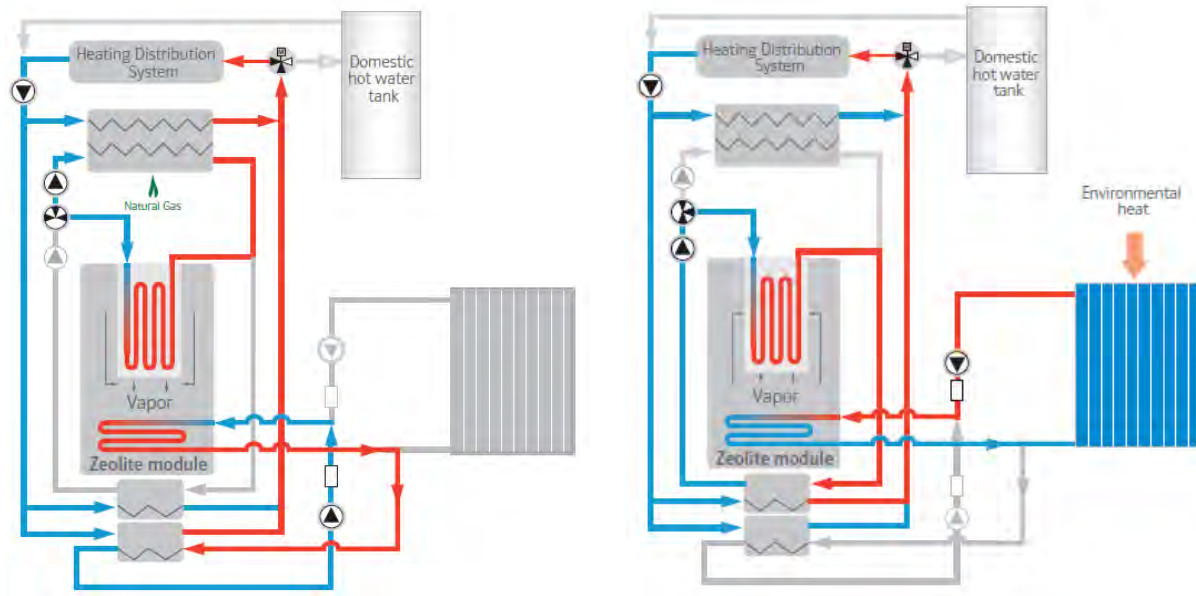 Heating Distribution
System
M
Domestic
hot water
tank
Natural Gas
Vapor
Zeolite module
Heating Distribution
System
M
Domestic
hot water
tank
Environmental
heat
Vapor
Zeolite module